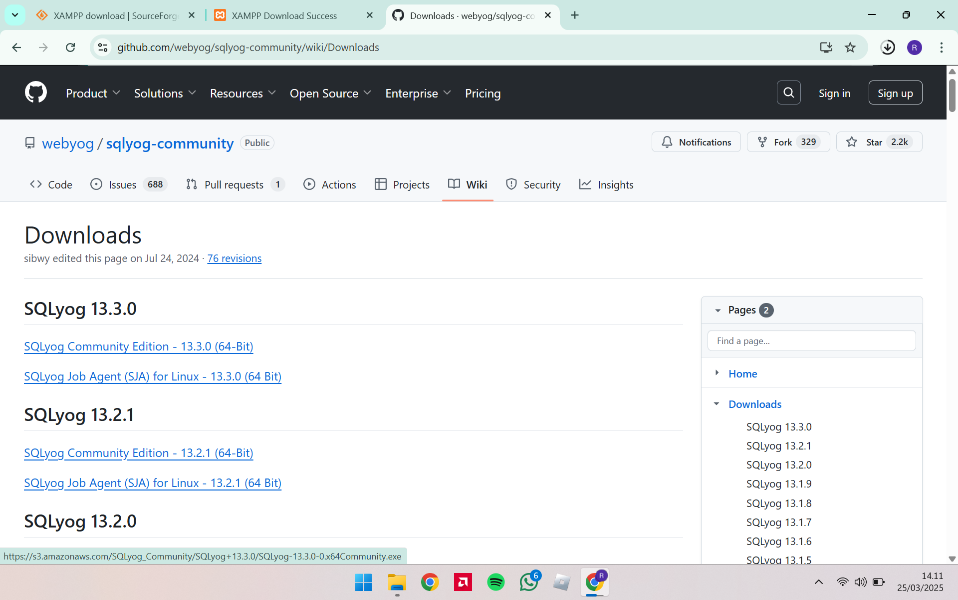 XAMPP download | SourceForg
XAMPP Download Success
Downloads · webyog/sqlyog-co
github.com/webyog/sqlyog-community/wiki/Downloads
R
Product
Solutions
Resources
Open Source
Enterprise
Pricing
Sign in
Sign up
webyog / sqlyog-community Public
Notifications
Fork 329
Star 2.2k
Code
Issues 688
Pull requests 1
Actions
Projects
Wiki
Security
Insights
Downloads
sibwy edited this page on Jul 24, 2024 · 76 revisions
SQLyog 13.3.0
SQLyog Community Edition - 13.3.0 (64-Bit)
SQLyog Job Agent (SJA) for Linux - 13.3.0 (64 Bit)
SQLyog 13.2.1
SQLyog Community Edition - 13.2.1 (64-Bit)
SQLyog Job Agent (SJA) for Linux - 13.2.1 (64 Bit)
SQLyog 13.2.0
Pages 2
Find a page...
Home
Downloads
SQLyog 13.3.0
SQLyog 13.2.1
SQLyog 13.2.0
SQLyog 13.1.9
SQLyog 13.1.8
SQLyog 13.1.7
SQLyog 13.1.6
SQLyog 13.1.5
https://s3.amazonaws.com/SQLyog_Community/SQLyog+13.3.0/SQLyog-13.3.0-0.x64Community.exe
6
R
14.11
25/03/2025